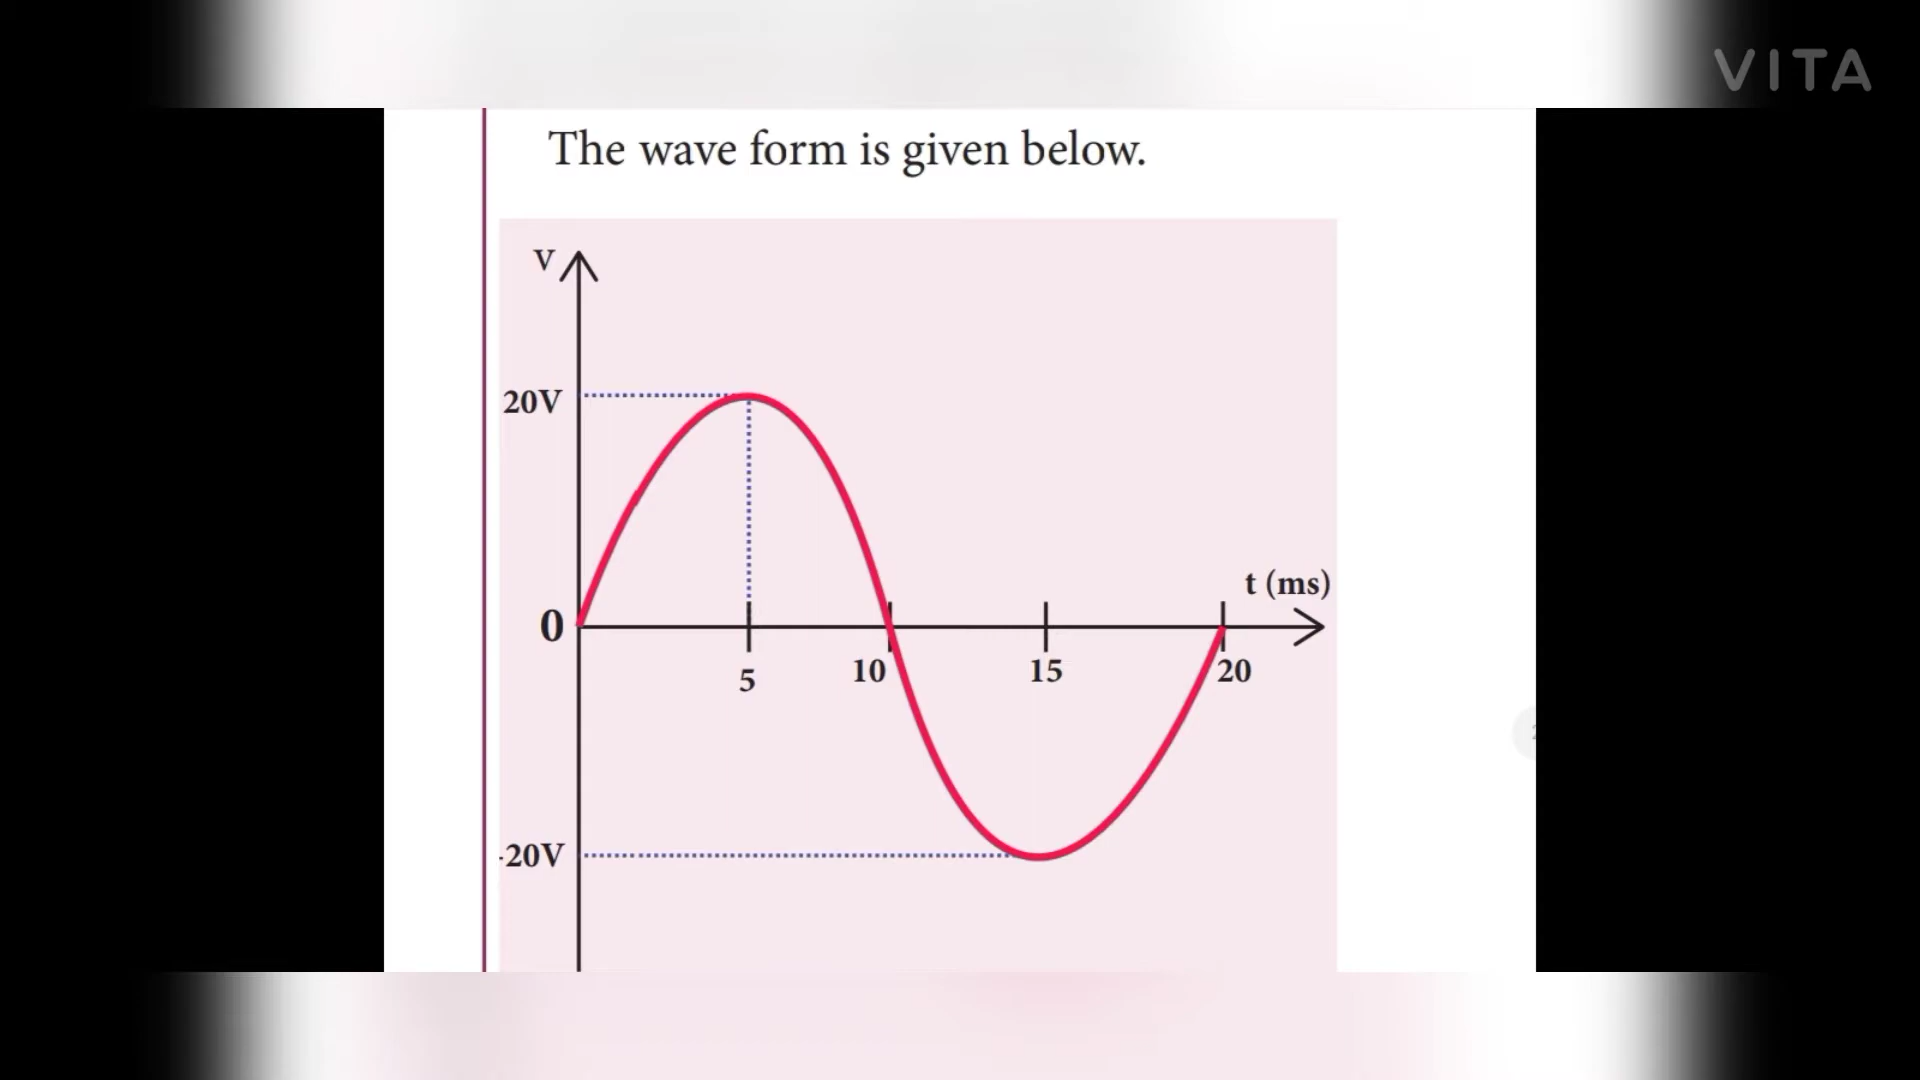 VITA
The wave form is given below.
V
20V
t (ms)
0
5
10
15
20
-20V